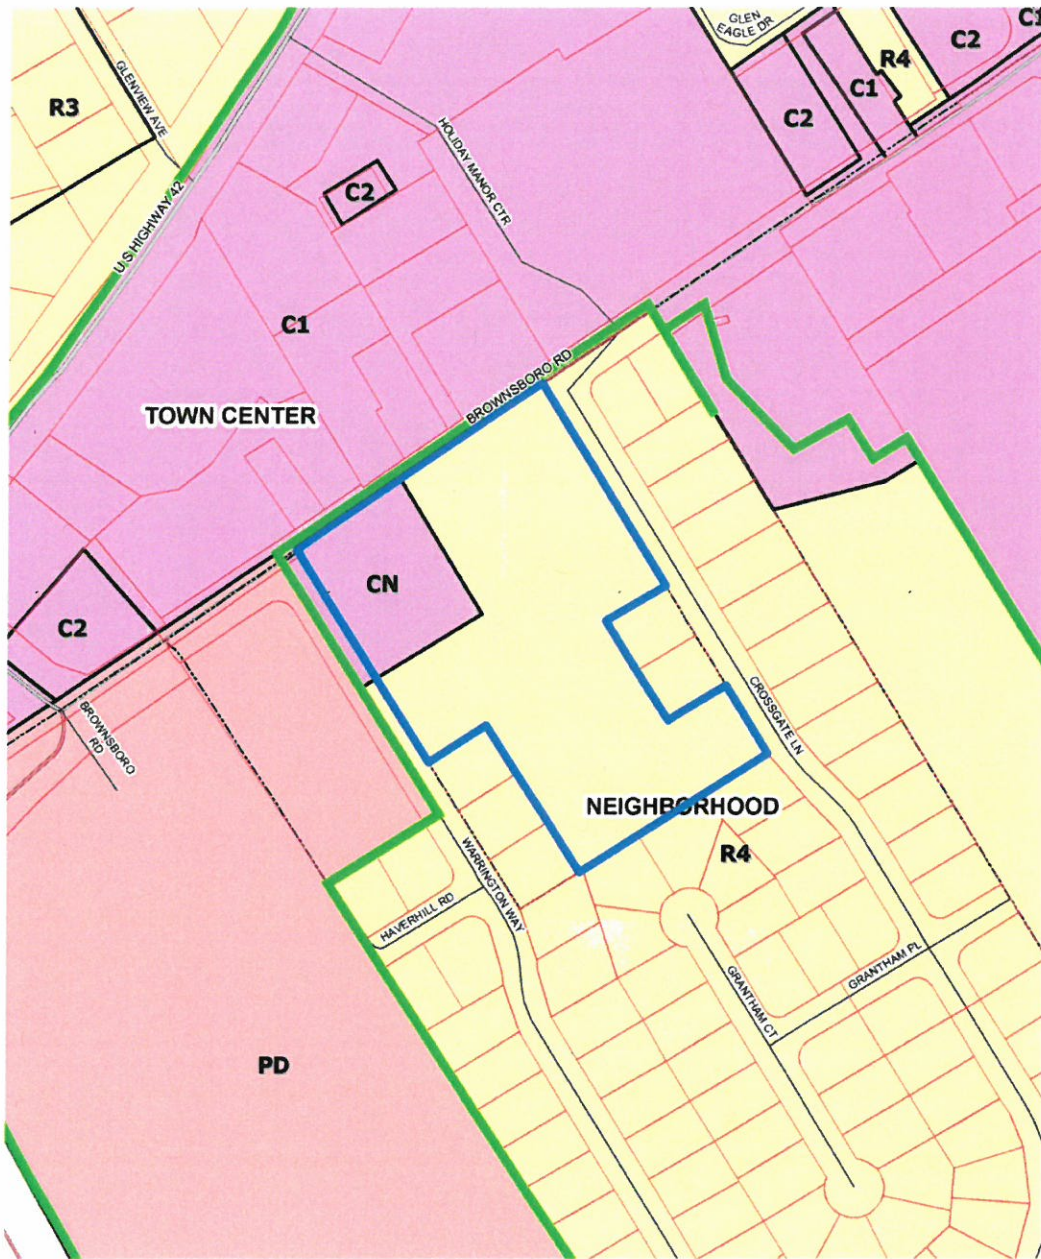 GLEN
EAGLE DR
C1
C2
R4
C1
R3
GLENVIEW AVE
C2
HOLIDAY MANOR CTR
C2
U S HIGHWAY 42
C1
BROWNSBORO RD
TOWN CENTER
CN
C2
BROWNSBORO
RD
CROSSGATE LN
NEIGHBORHOOD
R4
WARRINGTON WAY
HAVERHILL RD
GRANTHAM PL
GRANTHAM CT
PD